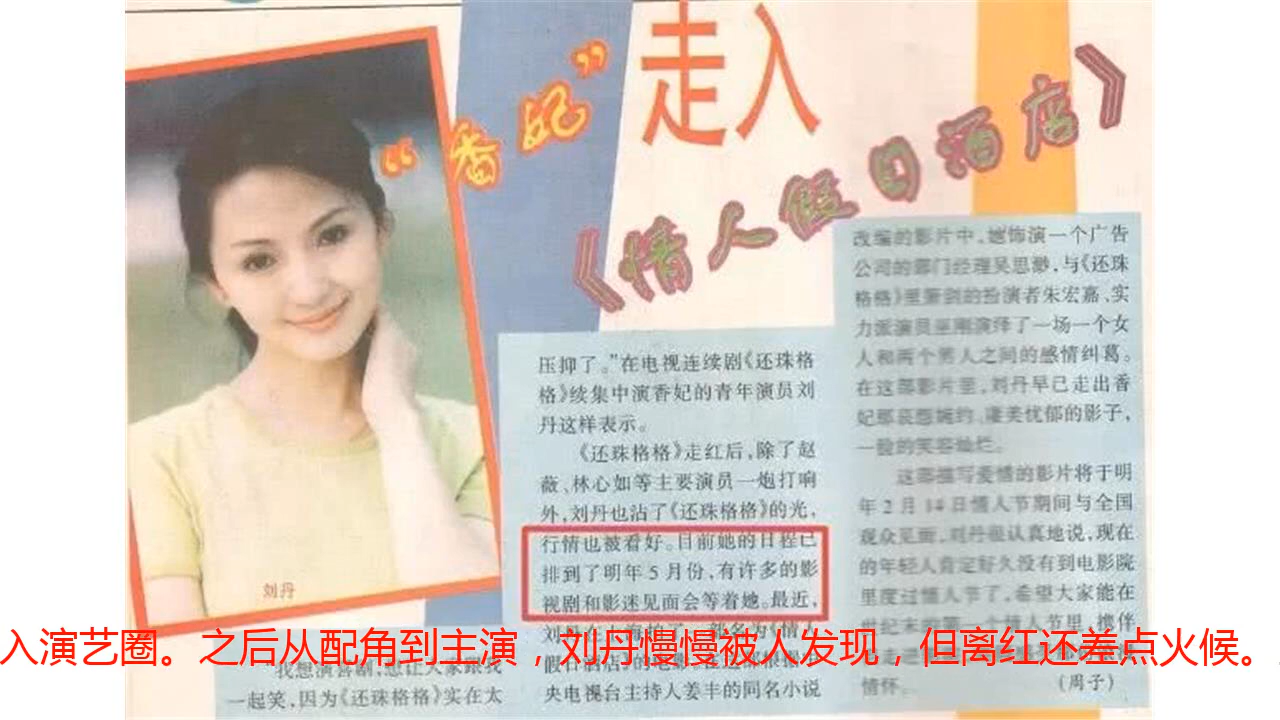 “香妃”走入
《情人假日酒店》
刘丹
我想演喜剧,想让大家跟我
一起笑,因为《还珠格格》实在太
压抑了。”在电视连续剧《还珠格
格》续集中演香妃的青年演员刘
丹这样表示。
《还珠格格》走红后,除了赵
薇、林心如等主要演员一炮打响
外,刘丹也沾了《还珠格格》的光,
行情也被看好。目前她的日程已
排到了明年5月份,有许多的影
视剧和影迷见面会等着她。最近,
央电视台主持人姜丰的同名小说
改编的影片中,她饰演一个广告
公司的部门经理吴思渺,与《还珠
格格》里箫剑的扮演者朱宏嘉、实
力派演员巫刚演绎了一场一个女
人和两个男人之间的感情纠葛。
在这部影片里,刘丹早已走出香
妃那哀怨婉约、凄美忧郁的影子,
一脸的笑容灿烂。
这部描写爱情的影片将于明
年2月14日情人节期间与全国
观众见面。刘丹很认真地说,现在
的年轻人肯定好久没有到电影院
里度过情人节了,希望大家能在
情怀。 (周子)
入演艺圈。之后从配角到主演，刘丹慢慢被人发现，但离红还差点火候。